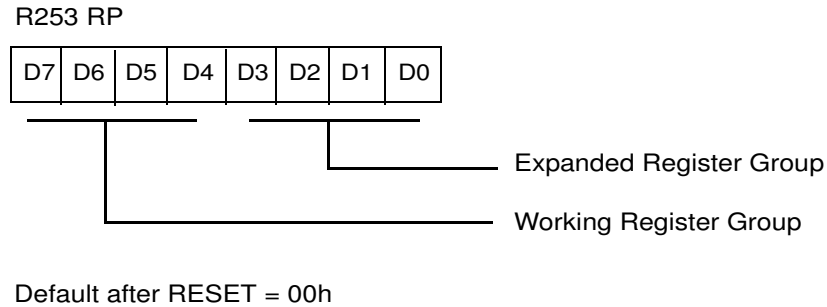 R253 RP
D7 D6 D5 D4 D3 D2 D1 D0
Expanded Register Group
Working Register Group
Default after RESET = 00h